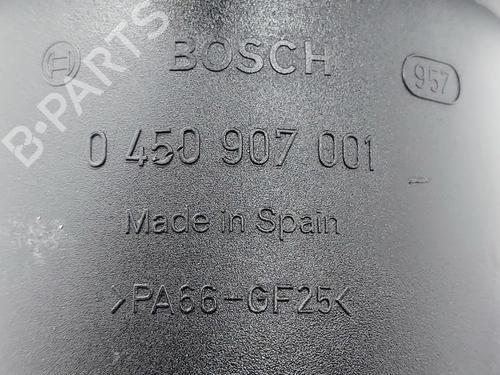 B-PARTS
BOSCH
957
0 450 907 001
Made in Spain
>PA66-GF25<